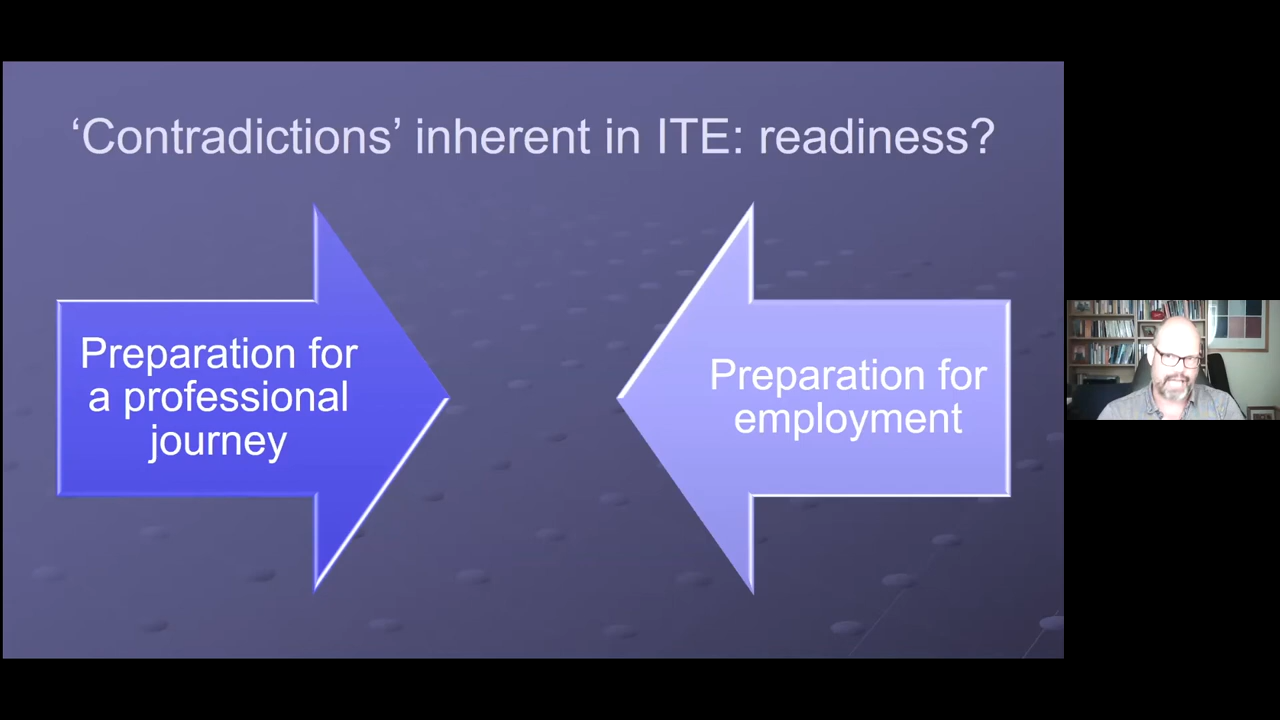 ‘Contradictions’ inherent in ITE: readiness?
Preparation for
a professional
journey
Preparation for
employment